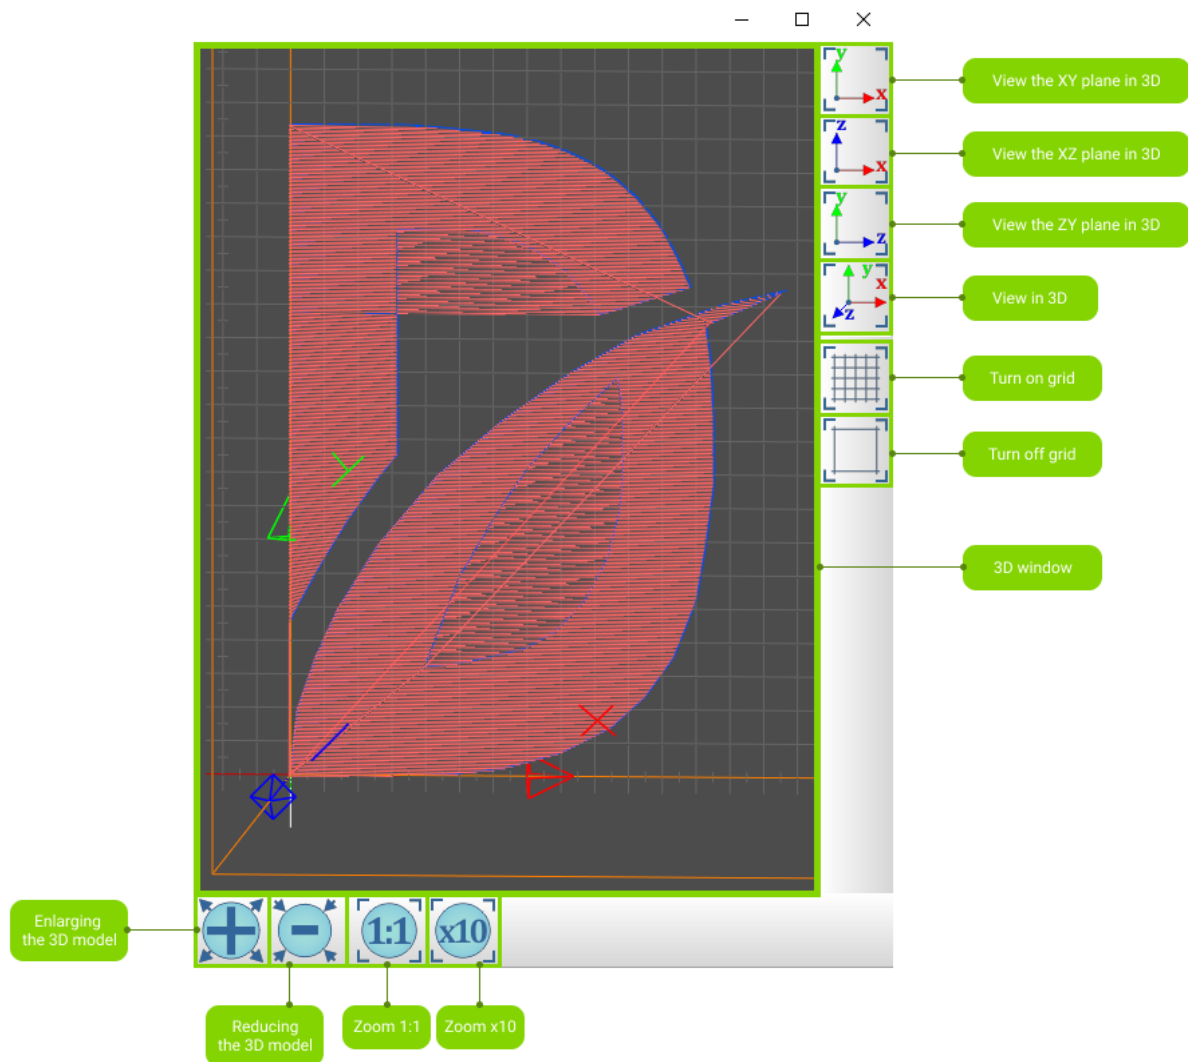 y
x
View the XY plane in 3D
z
x
View the XZ plane in 3D
y
z
View the ZY plane in 3D
y
x
z
View in 3D
Turn on grid
Turn off grid
3D window
Y
X
Enlarging
the 3D model
1:1
x10
Reducing
the 3D model
Zoom 1:1
Zoom x10